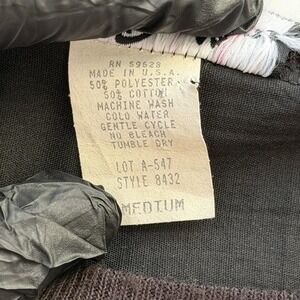 RN 59628
MADE IN U.S.A.
50% POLYESTER
50% COTTON
MACHINE WASH
COLD WATER
GENTLE CYCLE
NO BLEACH
TUMBLE DRY
LOT A-547
STYLE 8432
MEDIUM